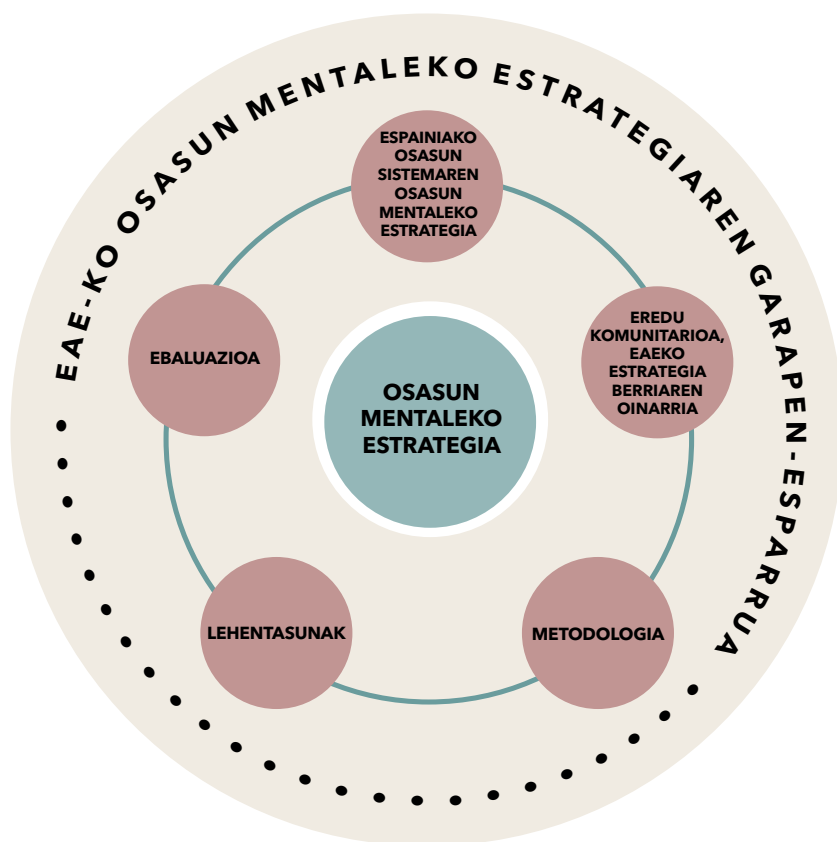 EAE-KO OSASUN MENTALEKO ESTRATEGIAREN GARAPEN-ESPARRUA
ESPAINIAKO
OSASUN
SISTEMAREN
OSASUN
MENTALEKO
ESTRATEGIA
EREDU
KOMUNITARIOA,
EAEKO
ESTRATEGIA
BERRIAREN
OINARRIA
METODOLOGIA
LEHENTASUNAK
EBALUAZIOA
OSASUN
MENTALEKO
ESTRATEGIA